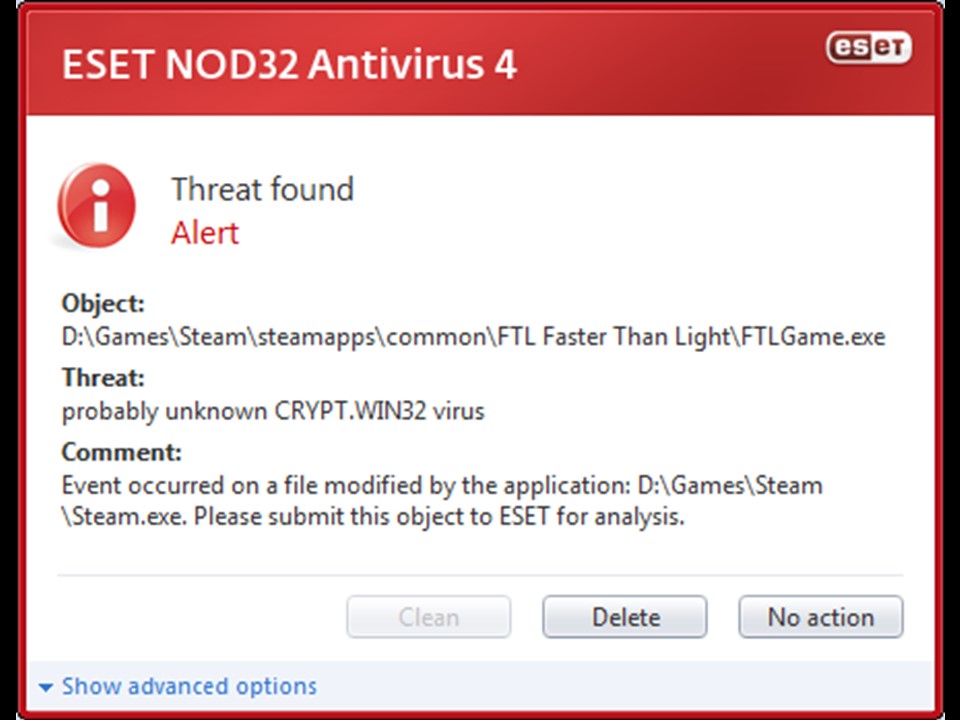 ESET NOD32 Antivirus 4
eset
Threat found
Alert
Object:
D:\Games\Steam\steamapps\common\FTL Faster Than Light\FTLGame.exe
Threat:
probably unknown CRYPT.WIN32 virus
Comment:
Event occurred on a file modified by the application: D:\Games\Steam
\Steam.exe. Please submit this object to ESET for analysis.
Clean
Delete
No action
Show advanced options